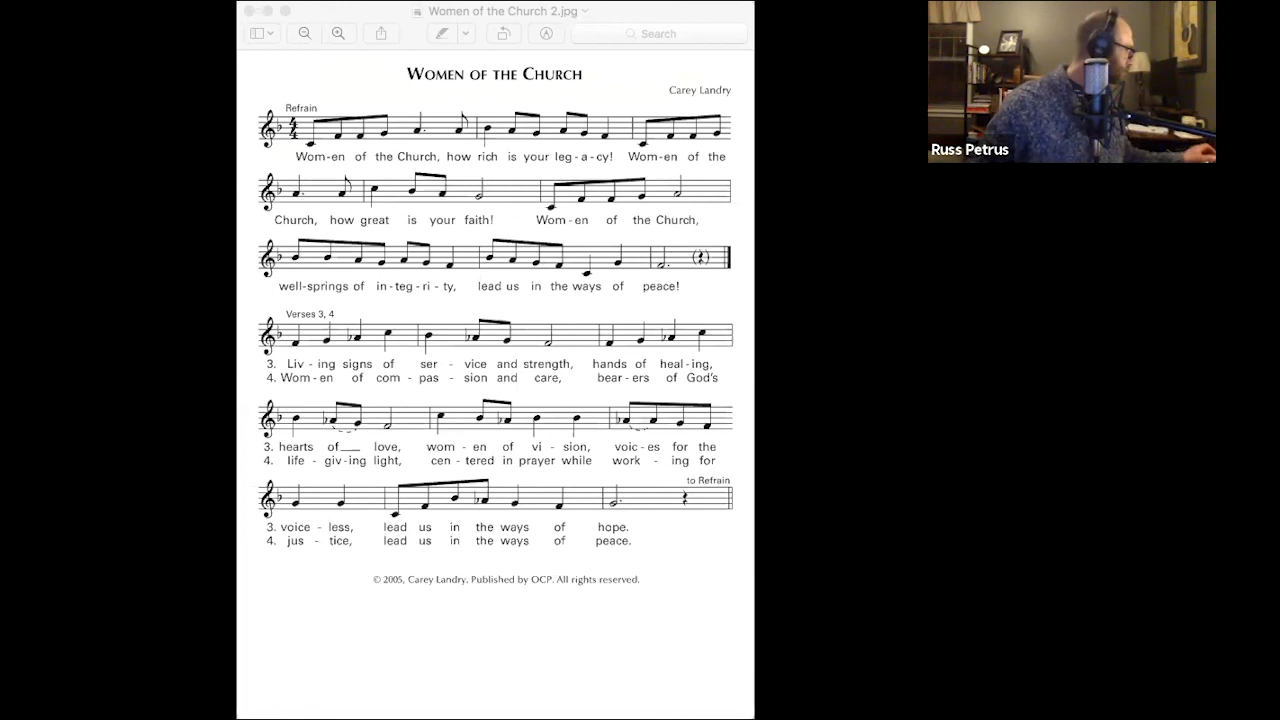 Women of the Church 2.jpg
Search
WOMEN OF THE CHURCH
Carey Landry
Refrain
Wom-en of the Church, how rich is your leg-a-cy! Wom-en of the
Church, how great is your faith! Wom-en of the Church,
well-springs of in-teg-ri-ty, lead us in the ways of peace!
Verses 3, 4
3. Liv-ing signs of ser-vice and strength, hands of heal-ing,
4. Wom-en of com-pas-sion and care, bear-ers of God's
3. hearts of__ love, wom-en of vi-sion, voic-es for the
4. life-giv-ing light, cen-tered in prayer while work-ing for
to Refrain
3. voice-less, lead us in the ways of hope.
4. jus-tice, lead us in the ways of peace.
© 2005, Carey Landry. Published by OCP. All rights reserved.
Russ Petrus